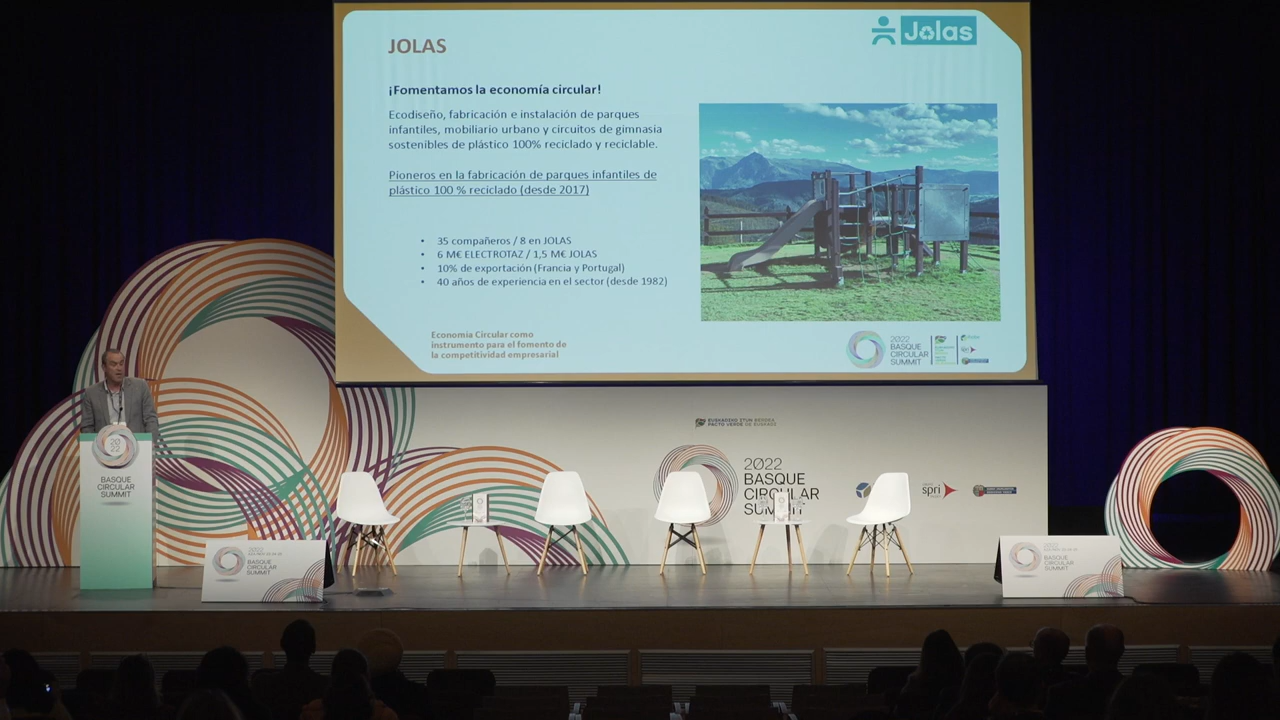 JOLAS
Jolas
¡Fomentamos la economía circular!
Ecodiseño, fabricación e instalación de parques
infantiles, mobiliario urbano y circuitos de gimnasia
sostenibles de plástico 100% reciclado y reciclable.
Pioneros en la fabricación de parques infantiles de
plástico 100 % reciclado (desde 2017)
• 35 compañeros / 8 en JOLAS
• 6 M€ ELECTROTAZ / 1,5 M€ JOLAS
• 10% de exportación (Francia y Portugal)
• 40 años de experiencia en el sector (desde 1982)
Economía Circular como
instrumento para el fomento de
la competitividad empresarial
2022
BASQUE
CIRCULAR
SUMMIT
EUSKADIKO ITUN BERDEA
PACTO VERDE DE EUSKADI
2022
BASQUE
CIRCULAR
SUMMIT
spri
20
22
BASQUE
CIRCULAR
SUMMIT
2022
BASQUE
CIRCULAR
SUMMIT
2022
BASQUE
CIRCULAR
SUMMIT